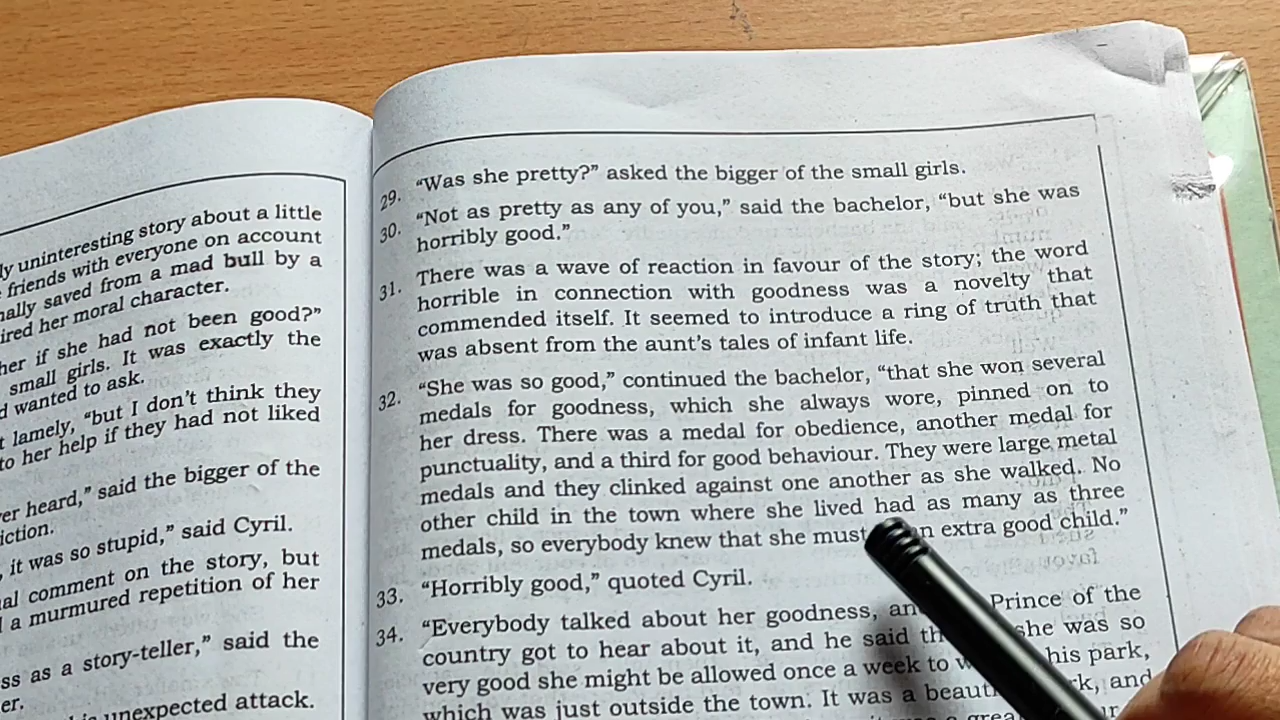 ly uninteresting story about a little
friends with everyone on account
nally saved from a mad bull by a
ired her moral character.
her if she had not been good?"
small girls. It was exactly the
d wanted to ask.
t lamely, "but I don't think they
to her help if they had not liked
er heard," said the bigger of the
iction.
it was so stupid," said Cyril.
al comment on the story, but
a murmured repetition of her
ss as a story-teller," said the
er.
unexpected attack.
29. "Was she pretty?" asked the bigger of the small girls.
30. "Not as pretty as any of you," said the bachelor, "but she was
horribly good."
31. There was a wave of reaction in favour of the story; the word
horrible in connection with goodness was a novelty that
commended itself. It seemed to introduce a ring of truth that
was absent from the aunt's tales of infant life.
32. "She was so good," continued the bachelor, "that she won several
medals for goodness, which she always wore, pinned on to
her dress. There was a medal for obedience, another medal for
punctuality, and a third for good behaviour. They were large metal
medals and they clinked against one another as she walked. No
other child in the town where she lived had as many as three
medals, so everybody knew that she must n extra good child."
33. "Horribly good," quoted Cyril.
34. "Everybody talked about her goodness, an Prince of the
country got to hear about it, and he said th she was so
very good she might be allowed once a week to w his park,
which was just outside the town. It was a beauti rk, and